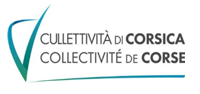 CULLETTIVITÀ DI CORSICA
COLLECTIVITÉ DE CORSE